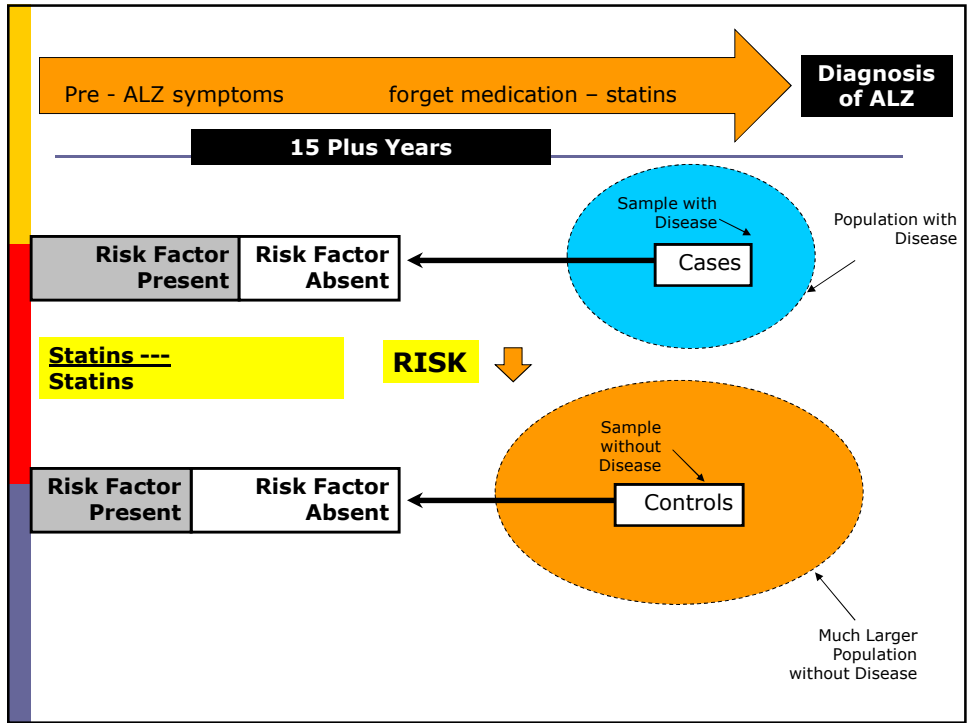 Pre - ALZ symptoms forget medication – statins
Diagnosis
of ALZ
15 Plus Years
Sample with
Disease
Population with
Disease
Risk Factor
Present
Risk Factor
Absent
Cases
Statins ---
Statins
RISK
Sample
without
Disease
Risk Factor
Present
Risk Factor
Absent
Controls
Much Larger
Population
without Disease